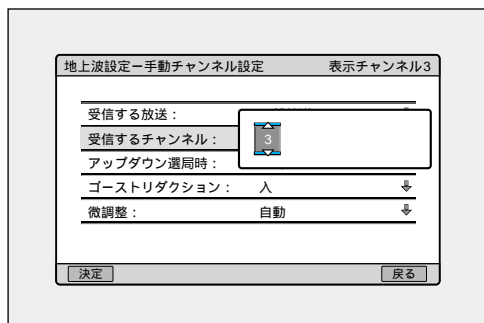 地上波設定ー手動チャンネル設定 表示チャンネル3
受信する放送：
受信するチャンネル： 3
アップダウン選局時：
ゴーストリダクション： 入
微調整： 自動
決定 戻る